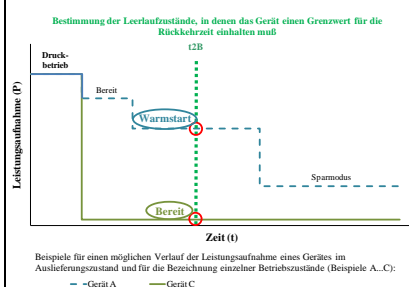 Bestimmung der Leerlaufzustände, in denen das Gerät einen Grenzwert für die
Rückkehrzeit einhalten muß
t2B
Druck-
betrieb
Bereit
Warmstart
Sparmodus
Bereit
Leistungsaufnahme (P)
Zeit (t)
Beispiele für einen möglichen Verlauf der Leistungsaufnahme eines Gerätes im
Auslieferungszustand und für die Bezeichnung einzelner Betriebszustände (Beispiele A...C):
Gerät A
Gerät C